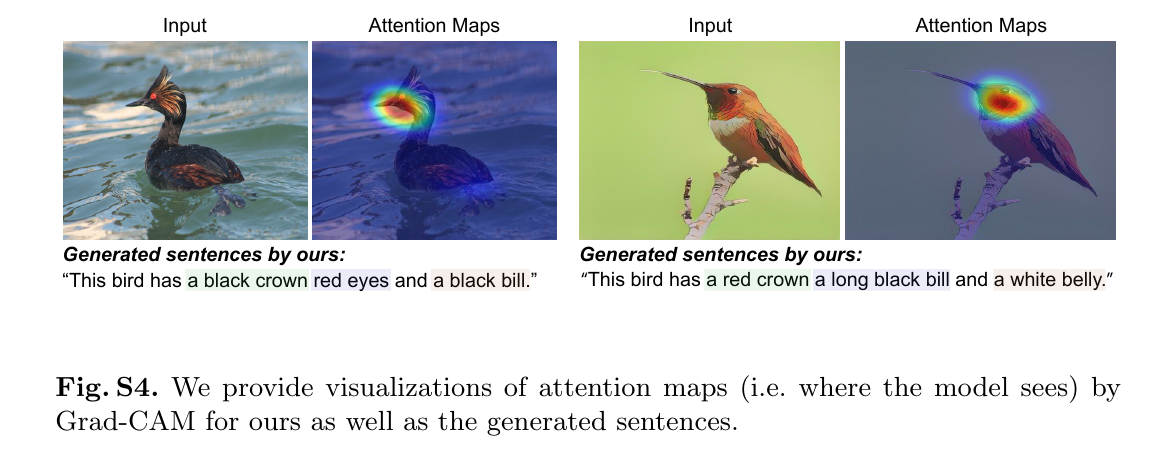 Input Attention Maps Input Attention Maps
Generated sentences by ours:
“This bird has a black crown red eyes and a black bill.”
Generated sentences by ours:
“This bird has a red crown a long black bill and a white belly.”
Fig. S4. We provide visualizations of attention maps (i.e. where the model sees) by
Grad-CAM for ours as well as the generated sentences.